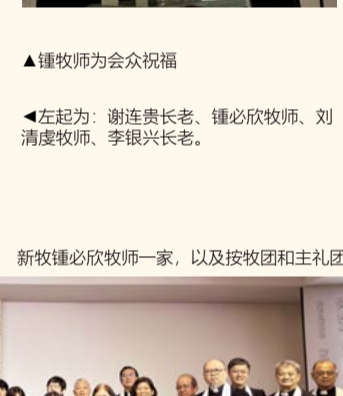 ▲锺牧师为会众祝福
◀左起为：谢连贵长老、锺必欣牧师、刘
清虔牧师、李银兴长老。
新牧锺必欣牧师一家，以及按牧团和主礼团